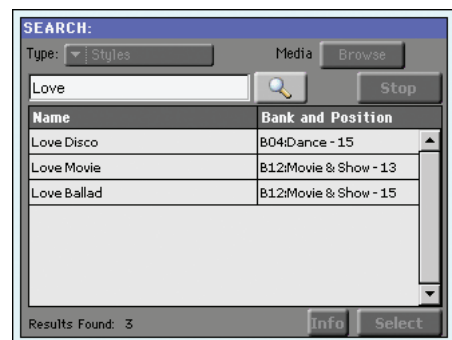 SEARCH:
Type: Styles Media Browse
Love Stop
Name Bank and Position
Love Disco B04:Dance - 15
Love Movie B12:Movie & Show - 13
Love Ballad B12:Movie & Show - 15
Results Found: 3 Info Select